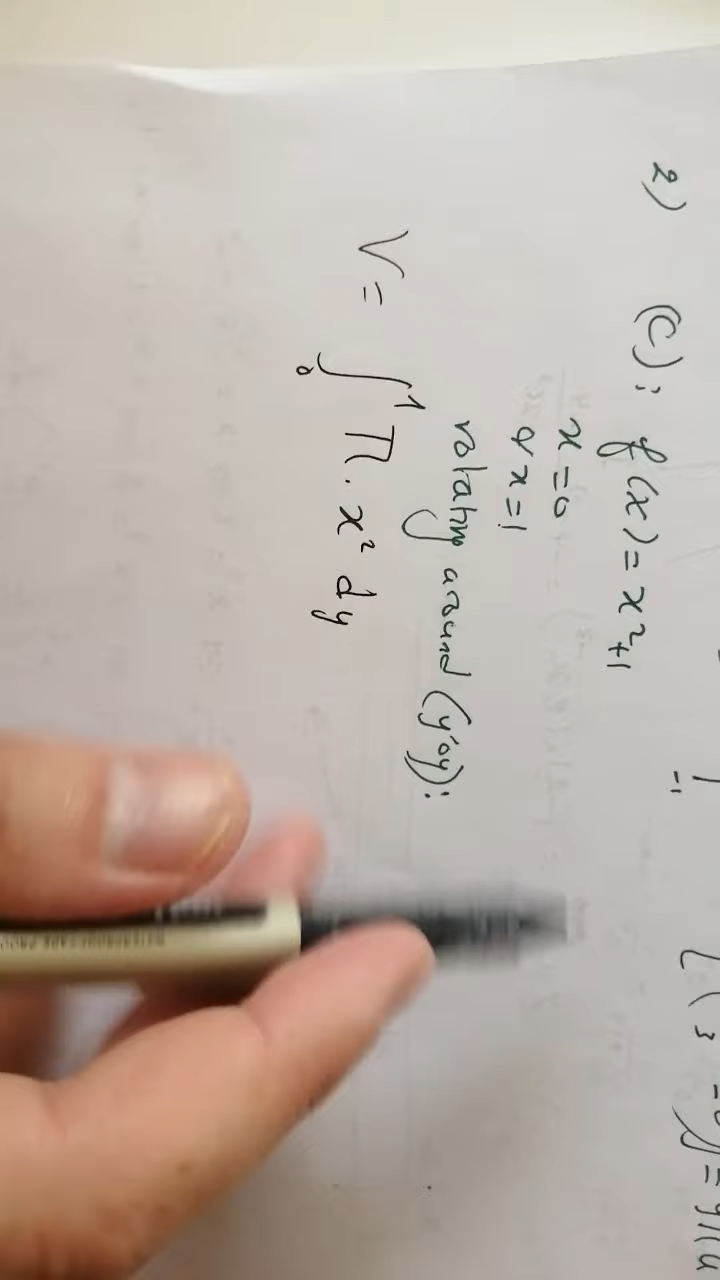 2) (C): f(x) = x²+1
x = 0
& x = 1
rotating around (y'oy):
V = ∫₀¹ π. x² dy